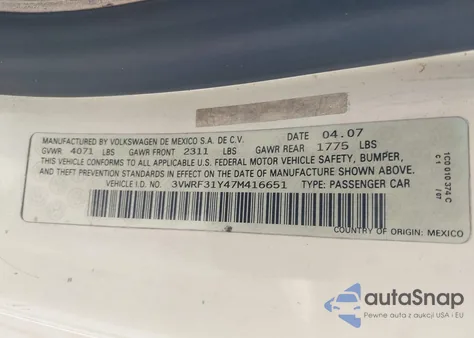 MANUFACTURED BY VOLKSWAGEN DE MEXICO S.A. DE C.V. DATE 04.07
GVWR 4071 LBS GAWR FRONT 2311 LBS GAWR REAR 1775 LBS
THIS VEHICLE CONFORMS TO ALL APPLICABLE U.S. FEDERAL MOTOR VEHICLE SAFETY, BUMPER,
AND THEFT PREVENTION STANDARDS IN EFFECT ON THE DATE OF MANUFACTURE SHOWN ABOVE.
VEHICLE I.D. NO. 3VWRF31Y47M416651 TYPE: PASSENGER CAR
COUNTRY OF ORIGIN: MEXICO
1C0 010 374 C
autoSnap
Pewne auta z aukcji USA i EU